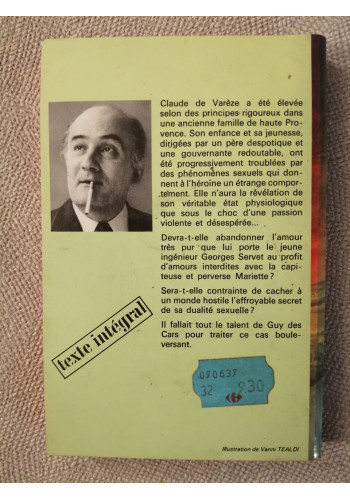 Claude de Varèze a été élevée
selon des principes rigoureux dans
une ancienne famille de haute Pro-
vence. Son enfance et sa jeunesse,
dirigées par un père despotique et
une gouvernante redoutable, ont
été progressivement troublées par
des phénomènes sexuels qui don-
nent à l'héroïne un étrange compor-
tement. Elle n'aura la révélation de
son véritable état physiologique
que sous le choc d'une passion
violente et désespérée...
Devra-t-elle abandonner l'amour
très pur que lui porte le jeune
ingénieur Georges Servet au profit
d'amours interdites avec la capi-
teuse et perverse Mariette ?
Sera-t-elle contrainte de cacher à
un monde hostile l'effroyable secret
de sa dualité sexuelle ?
Il fallait tout le talent de Guy des
Cars pour traiter ce cas boule-
versant.
texte intégral
090637
32 9.30
Illustration de Vanni TEALDI